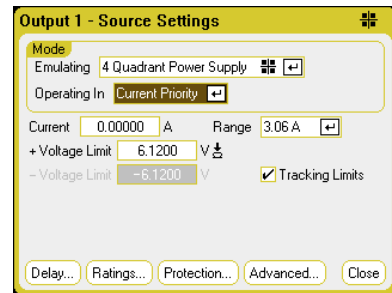 Output 1 - Source Settings
Mode
Emulating 4 Quadrant Power Supply
Operating In Current Priority
Current 0.00000 A Range 3.06 A
+ Voltage Limit 6.1200 V
- Voltage Limit -6.1200 V Tracking Limits
Delay... Ratings... Protection... Advanced... Close